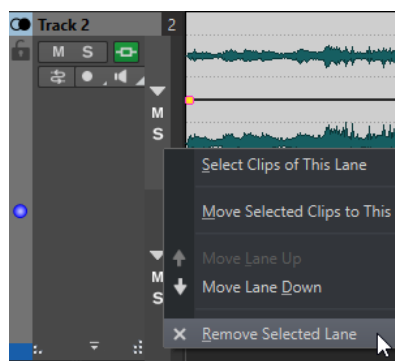 Track 2
2
M S
M
S
Select Clips of This Lane
Move Selected Clips to This
Move Lane Up
M
Move Lane Down
S
Remove Selected Lane